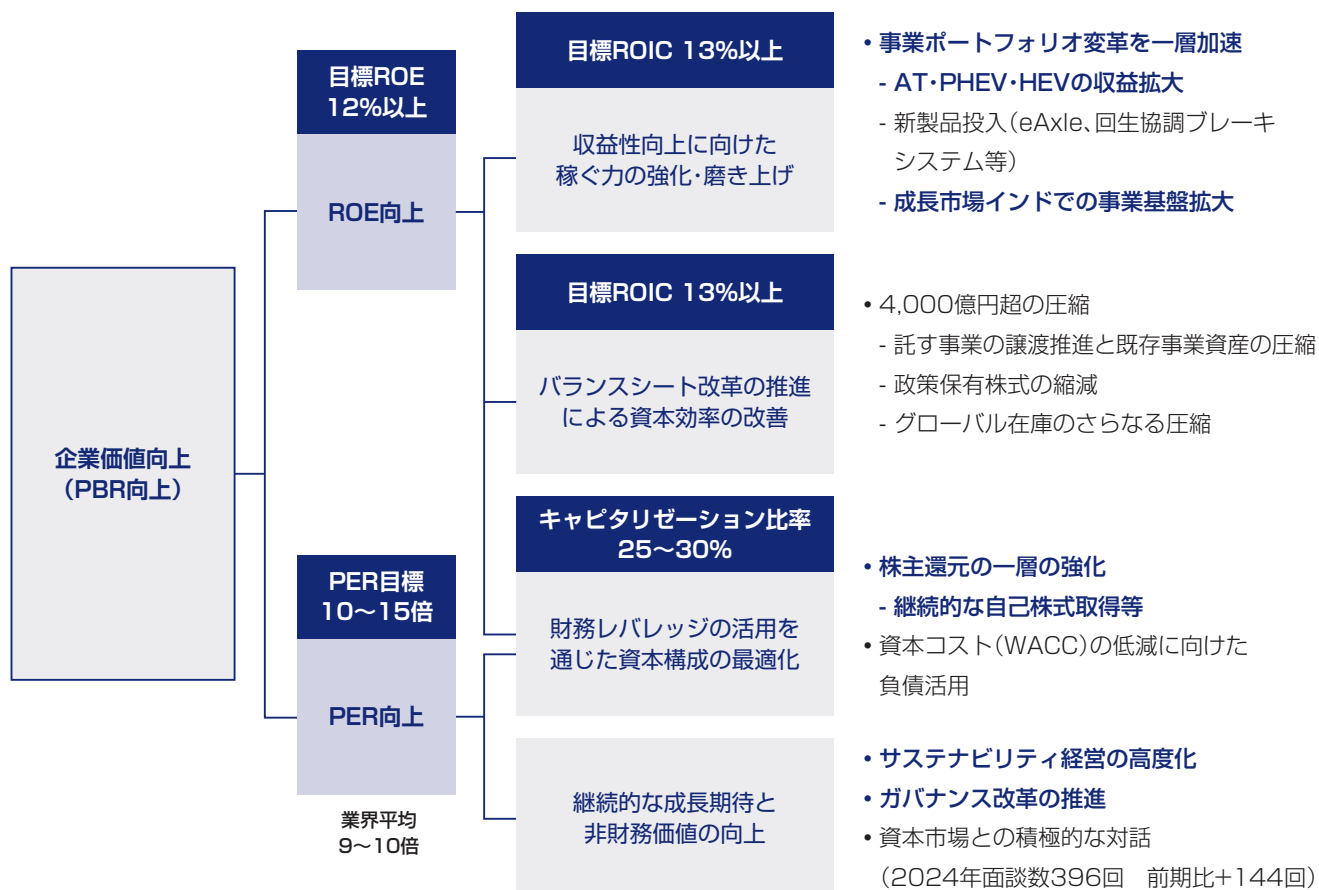 企業価値向上
（PBR向上）
目標ROE
12%以上
ROE向上
PER目標
10～15倍
PER向上
業界平均
9～10倍
目標ROIC 13%以上
収益性向上に向けた
稼ぐ力の強化・磨き上げ
• 事業ポートフォリオ変革を一層加速
- AT・PHEV・HEVの収益拡大
- 新製品投入（eAxle、回生協調ブレーキ
システム等）
- 成長市場インドでの事業基盤拡大
目標ROIC 13%以上
バランスシート改革の推進
による資本効率の改善
• 4,000億円超の圧縮
- 託す事業の譲渡推進と既存事業資産の圧縮
- 政策保有株式の縮減
- グローバル在庫のさらなる圧縮
キャピタリゼーション比率
25～30%
財務レバレッジの活用を
通じた資本構成の最適化
• 株主還元の一層の強化
- 継続的な自己株式取得等
• 資本コスト（WACC）の低減に向けた
負債活用
継続的な成長期待と
非財務価値の向上
• サステナビリティ経営の高度化
• ガバナンス改革の推進
• 資本市場との積極的な対話
（2024年面談数396回　前期比+144回）